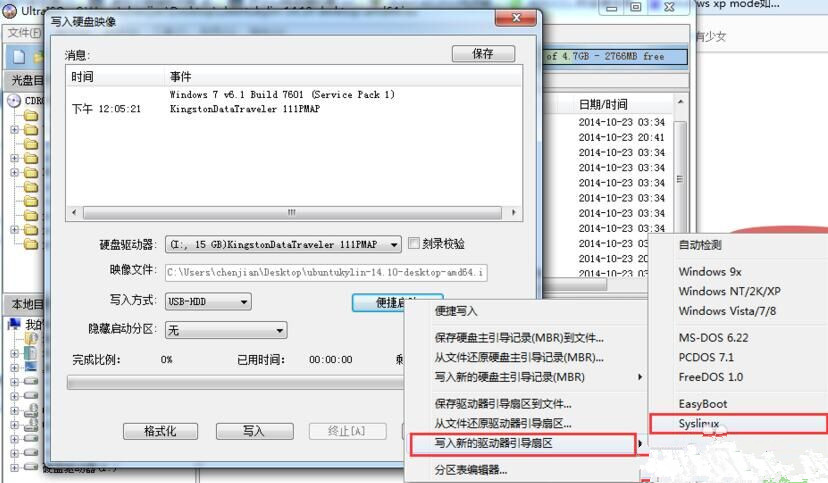 写入硬盘映像
ws xp mode如...
文件(F)
有少女
消息:
保存
of 4.7GB - 2766MB free
时间
事件
光盘目
日期/时间
Windows 7 v6.1 Build 7601 (Service Pack 1)
下午 12:05:21
KingstonDataTraveler 111PMAP
2014-10-23 03:34
2014-10-23 20:41
2014-10-23 03:34
2014-10-23 03:34
2014-10-23 03:34
2014-10-23 03:34
2014-10-23 03:34
2014-10-23 03:34
2014-10-23 03:34
硬盘驱动器:
(I:, 15 GB)KingstonDataTraveler 111PMAP
刻录校验
映像文件:
C:\Users\chenjian\Desktop\ubuntukylin-14.10-desktop-amd64.i
写入方式:
USB-HDD
便捷启动
隐藏启动分区:
无
完成比例:
0%
已用时间:
00:00:00
剩
格式化
写入
终止[A]
本地目
我的
硬盘驱动器(I:)
便捷写入
保存硬盘主引导记录(MBR)到文件...
从文件还原硬盘主引导记录(MBR)...
写入新的硬盘主引导记录(MBR)
保存驱动器引导扇区到文件...
从文件还原驱动器引导扇区...
写入新的驱动器引导扇区
分区表编辑器...
自动检测
Windows 9x
Windows NT/2K/XP
Windows Vista/7/8
MS-DOS 6.22
PCDOS 7.1
FreeDOS 1.0
EasyBoot
Syslinux